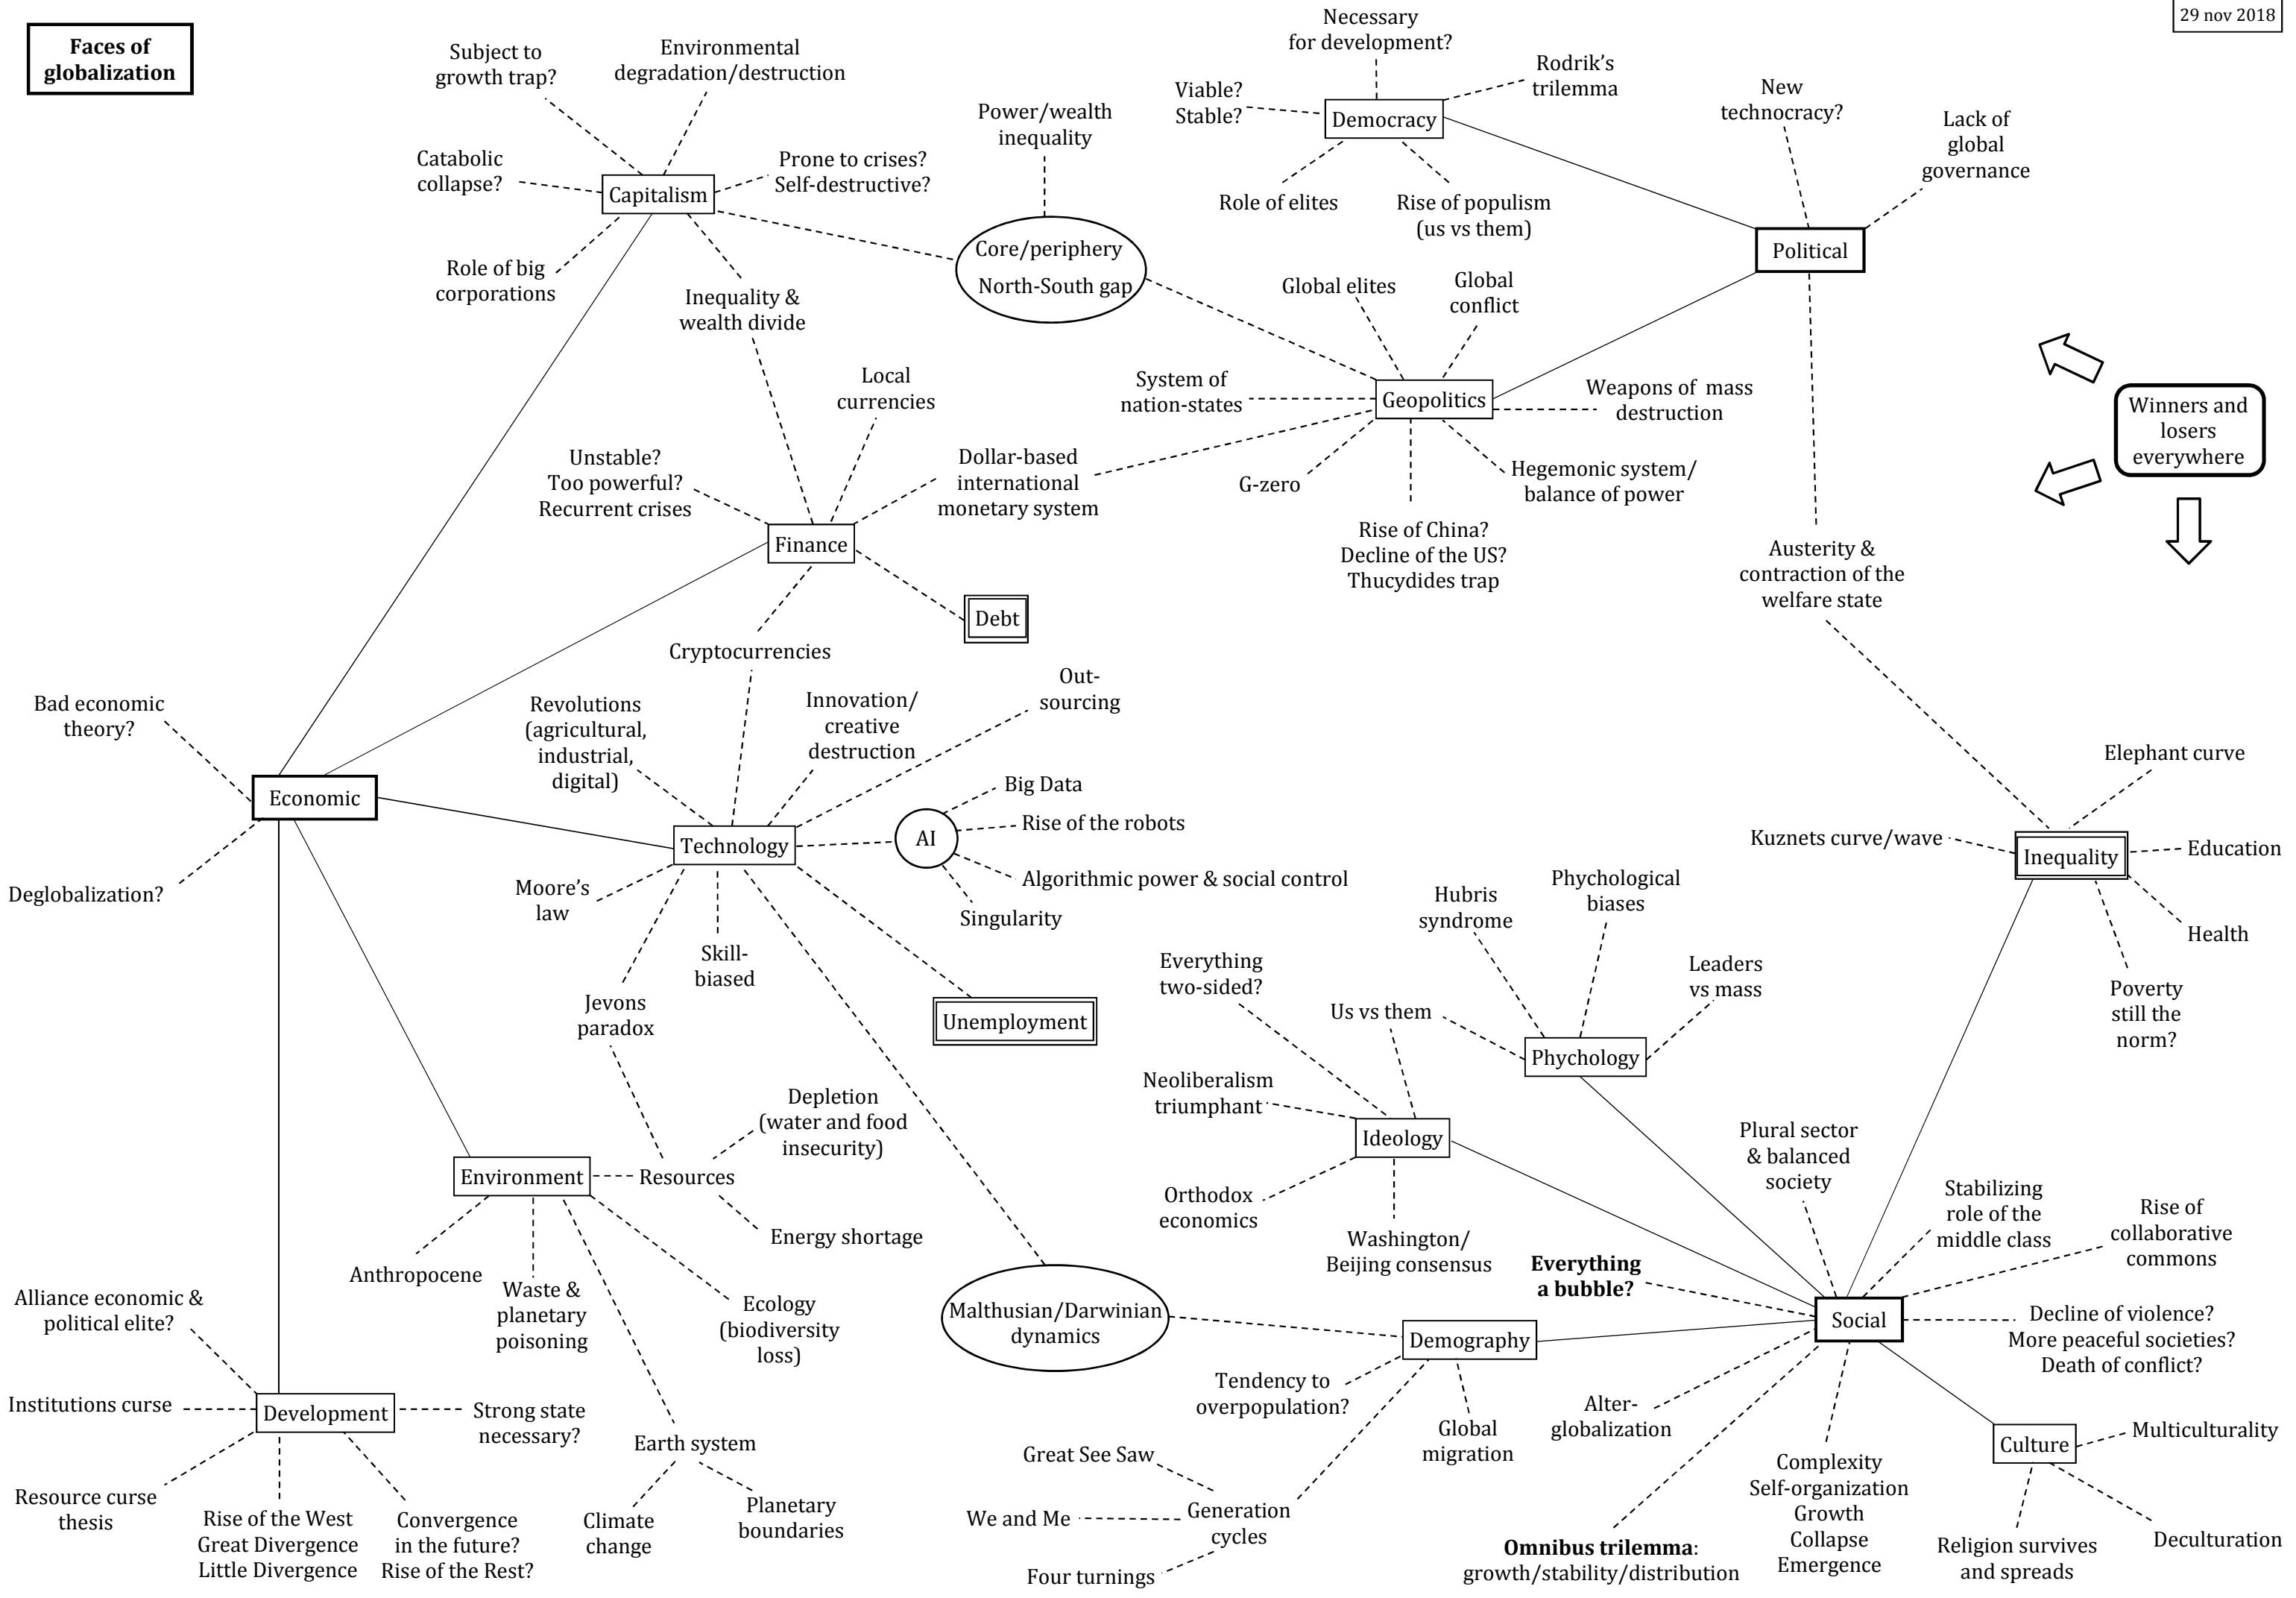 Faces of
globalization
29 nov 2018
Subject to
growth trap?
Environmental
degradation/destruction
Catabolic
collapse?
Prone to crises?
Self-destructive?
Capitalism
Role of big
corporations
Inequality &
wealth divide
Power/wealth
inequality
Core/periphery
North-South gap
Necessary
for development?
Viable?
Stable?
Rodrik's
trilemma
Democracy
Role of elites
Rise of populism
(us vs them)
New
technocracy?
Lack of
global
governance
Political
Global elites
Global
conflict
System of
nation-states
Geopolitics
Weapons of mass
destruction
G-zero
Hegemonic system/
balance of power
Rise of China?
Decline of the US?
Thucydides trap
Winners and
losers
everywhere
Austerity &
contraction of the
welfare state
Local
currencies
Unstable?
Too powerful?
Recurrent crises
Dollar-based
international
monetary system
Finance
Debt
Cryptocurrencies
Bad economic
theory?
Economic
Deglobalization?
Revolutions
(agricultural,
industrial,
digital)
Innovation/
creative
destruction
Out-
sourcing
Technology
AI
Big Data
Rise of the robots
Algorithmic power & social control
Singularity
Moore's
law
Skill-
biased
Jevons
paradox
Unemployment
Elephant curve
Kuznets curve/wave
Inequality
Education
Health
Poverty
still the
norm?
Hubris
syndrome
Phychological
biases
Leaders
vs mass
Everything
two-sided?
Us vs them
Phychology
Neoliberalism
triumphant
Ideology
Orthodox
economics
Washington/
Beijing consensus
Depletion
(water and food
insecurity)
Environment
Resources
Energy shortage
Anthropocene
Waste &
planetary
poisoning
Ecology
(biodiversity
loss)
Earth system
Climate
change
Planetary
boundaries
Alliance economic &
political elite?
Institutions curse
Development
Strong state
necessary?
Resource curse
thesis
Rise of the West
Great Divergence
Little Divergence
Convergence
in the future?
Rise of the Rest?
Malthusian/Darwinian
dynamics
Demography
Tendency to
overpopulation?
Global
migration
Great See Saw
We and Me
Generation
cycles
Four turnings
Plural sector
& balanced
society
Stabilizing
role of the
middle class
Rise of
collaborative
commons
Everything
a bubble?
Social
Decline of violence?
More peaceful societies?
Death of conflict?
Alter-
globalization
Omnibus trilemma:
growth/stability/distribution
Complexity
Self-organization
Growth
Collapse
Emergence
Culture
Multiculturality
Religion survives
and spreads
Deculturation